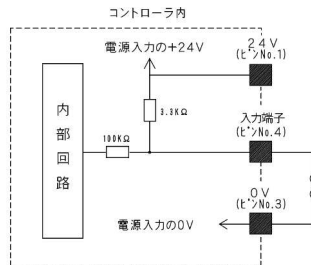 コントローラ内
電源入力の+24V
24V
(ピンNo.1)
3.3KΩ
入力端子
(ピンNo.4)
100KΩ
内部回路
0V
(ピンNo.3)
電源入力の0V